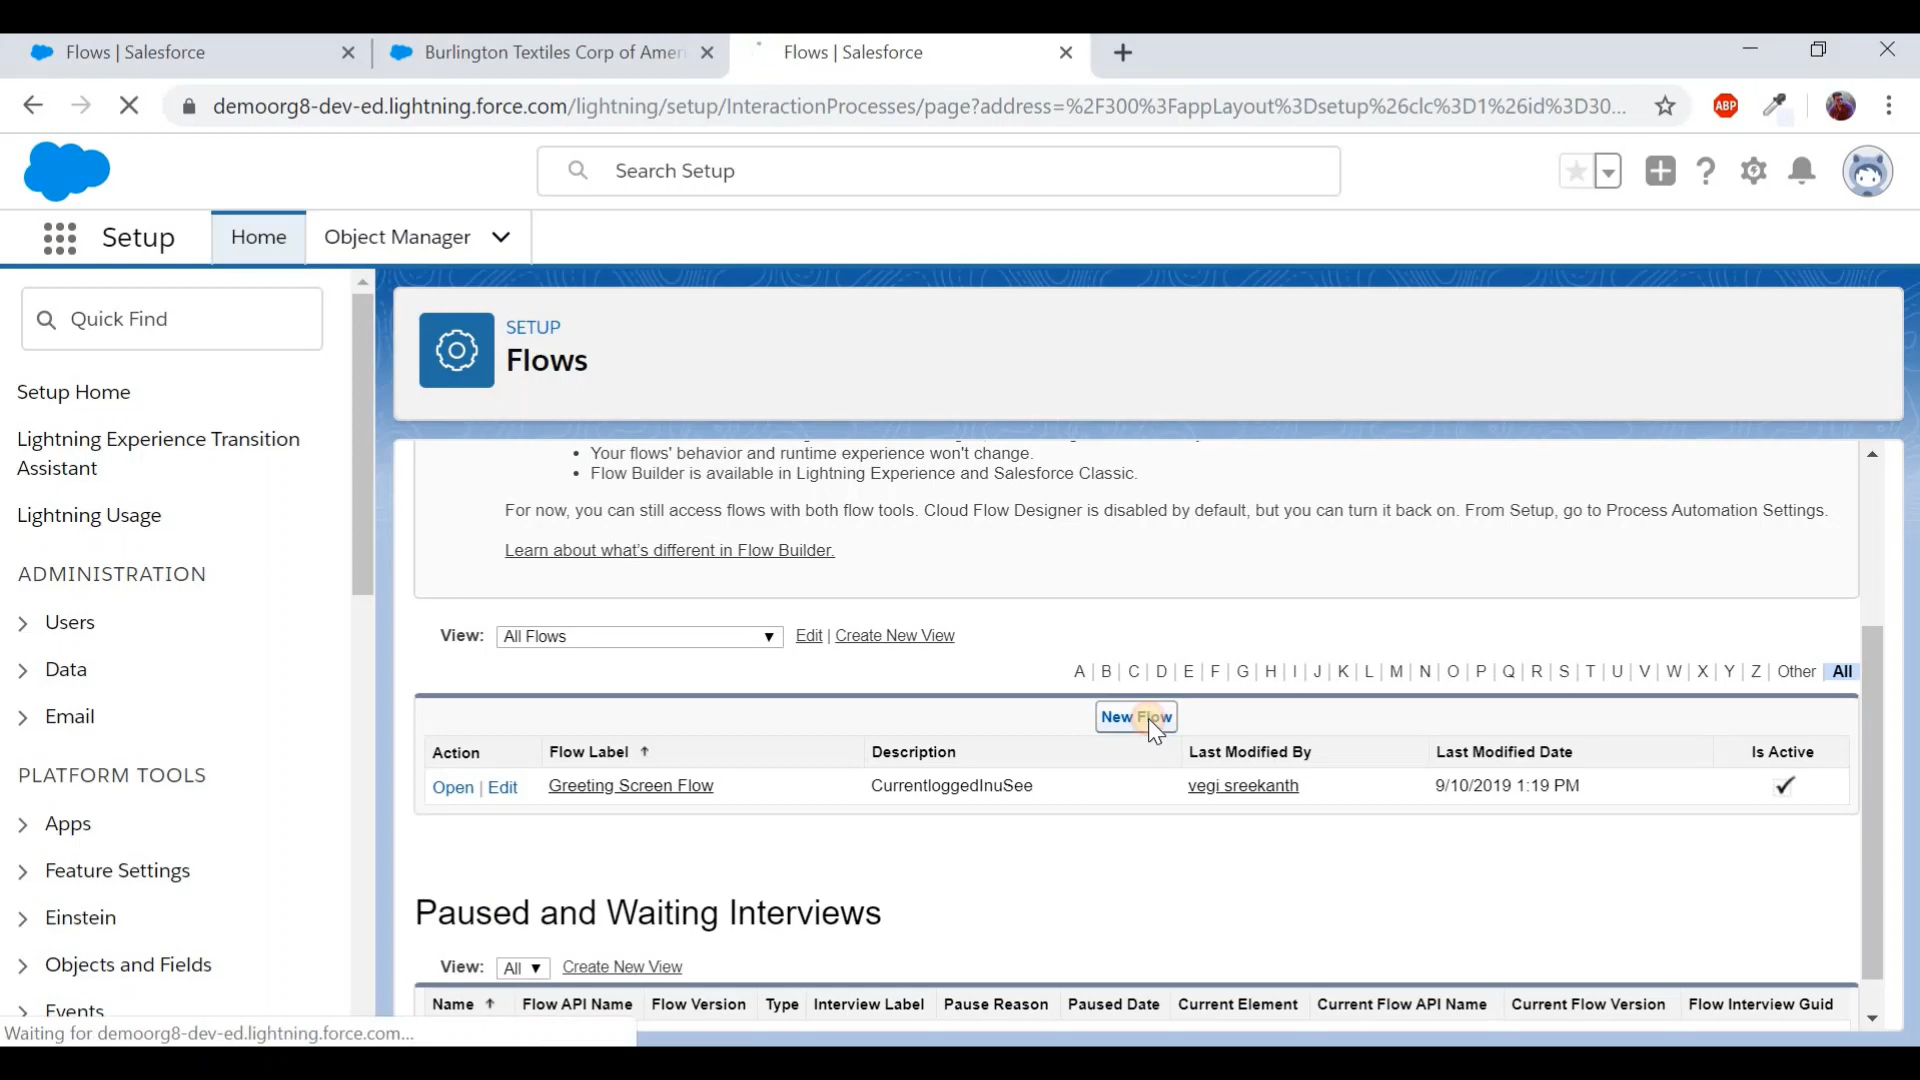 Flows | Salesforce
Burlington Textiles Corp of Amer
Flows | Salesforce
demoorg8-dev-ed.lightning.force.com/lightning/setup/InteractionProcesses/page?address=%2F300%3FappLayout%3Dsetup%26clc%3D1%26id%3D30...
ABP
Search Setup
Setup
Home
Object Manager
Quick Find
Setup Home
Lightning Experience Transition
Assistant
Lightning Usage
ADMINISTRATION
Users
Data
Email
PLATFORM TOOLS
Apps
Feature Settings
Einstein
Objects and Fields
Events
SETUP
Flows
• Your flows' behavior and runtime experience won't change.
• Flow Builder is available in Lightning Experience and Salesforce Classic.
For now, you can still access flows with both flow tools. Cloud Flow Designer is disabled by default, but you can turn it back on. From Setup, go to Process Automation Settings.
Learn about what's different in Flow Builder.
View: All Flows Edit | Create New View
A | B | C | D | E | F | G | H | I | J | K | L | M | N | O | P | Q | R | S | T | U | V | W | X | Y | Z | Other | All
New Flow
Action Flow Label Description Last Modified By Last Modified Date Is Active
Open | Edit Greeting Screen Flow CurrentloggedInuSee vegi sreekanth 9/10/2019 1:19 PM
Paused and Waiting Interviews
View: All Create New View
Name Flow API Name Flow Version Type Interview Label Pause Reason Paused Date Current Element Current Flow API Name Current Flow Version Flow Interview Guid
Waiting for demoorg8-dev-ed.lightning.force.com...